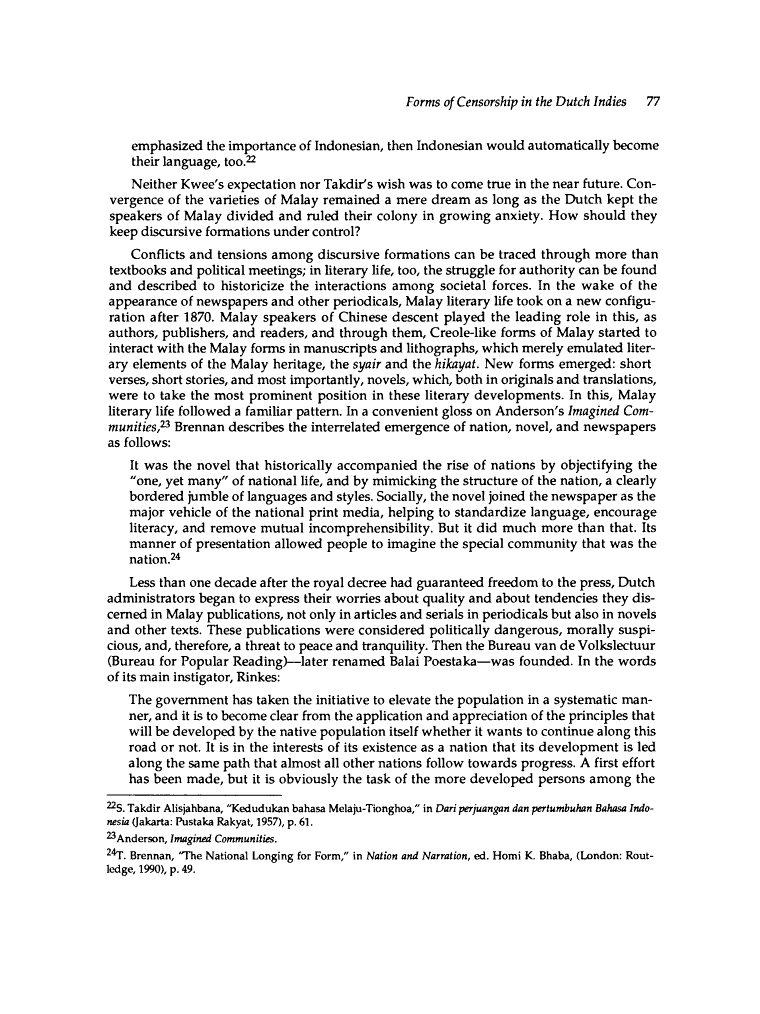 Forms of Censorship in the Dutch Indies 77
emphasized the importance of Indonesian, then Indonesian would automatically become
their language, too.22
Neither Kwee's expectation nor Takdir's wish was to come true in the near future. Con-
vergence of the varieties of Malay remained a mere dream as long as the Dutch kept the
speakers of Malay divided and ruled their colony in growing anxiety. How should they
keep discursive formations under control?
Conflicts and tensions among discursive formations can be traced through more than
textbooks and political meetings; in literary life, too, the struggle for authority can be found
and described to historicize the interactions among societal forces. In the wake of the
appearance of newspapers and other periodicals, Malay literary life took on a new configu-
ration after 1870. Malay speakers of Chinese descent played the leading role in this, as
authors, publishers, and readers, and through them, Creole-like forms of Malay started to
interact with the Malay forms in manuscripts and lithographs, which merely emulated liter-
ary elements of the Malay heritage, the syair and the hikayat. New forms emerged: short
verses, short stories, and most importantly, novels, which, both in originals and translations,
were to take the most prominent position in these literary developments. In this, Malay
literary life followed a familiar pattern. In a convenient gloss on Anderson's Imagined Com-
munities,23 Brennan describes the interrelated emergence of nation, novel, and newspapers
as follows:
It was the novel that historically accompanied the rise of nations by objectifying the
"one, yet many" of national life, and by mimicking the structure of the nation, a clearly
bordered jumble of languages and styles. Socially, the novel joined the newspaper as the
major vehicle of the national print media, helping to standardize language, encourage
literacy, and remove mutual incomprehensibility. But it did much more than that. Its
manner of presentation allowed people to imagine the special community that was the
nation.24
Less than one decade after the royal decree had guaranteed freedom to the press, Dutch
administrators began to express their worries about quality and about tendencies they dis-
cerned in Malay publications, not only in articles and serials in periodicals but also in novels
and other texts. These publications were considered politically dangerous, morally suspi-
cious, and, therefore, a threat to peace and tranquility. Then the Bureau van de Volkslectuur
(Bureau for Popular Reading)—later renamed Balai Poestaka—was founded. In the words
of its main instigator, Rinkes:
The government has taken the initiative to elevate the population in a systematic man-
ner, and it is to become clear from the application and appreciation of the principles that
will be developed by the native population itself whether it wants to continue along this
road or not. It is in the interests of its existence as a nation that its development is led
along the same path that almost all other nations follow towards progress. A first effort
has been made, but it is obviously the task of the more developed persons among the
22S. Takdir Alisjahbana, "Kedudukan bahasa Melaju-Tionghoa," in Dari perjuangan dan pertumbuhan Bahasa Indo-
nesia (Jakarta: Pustaka Rakyat, 1957), p. 61.
23Anderson, Imagined Communities.
24T. Brennan, "The National Longing for Form," in Nation and Narration, ed. Homi K. Bhaba, (London: Rout-
ledge, 1990), p. 49.